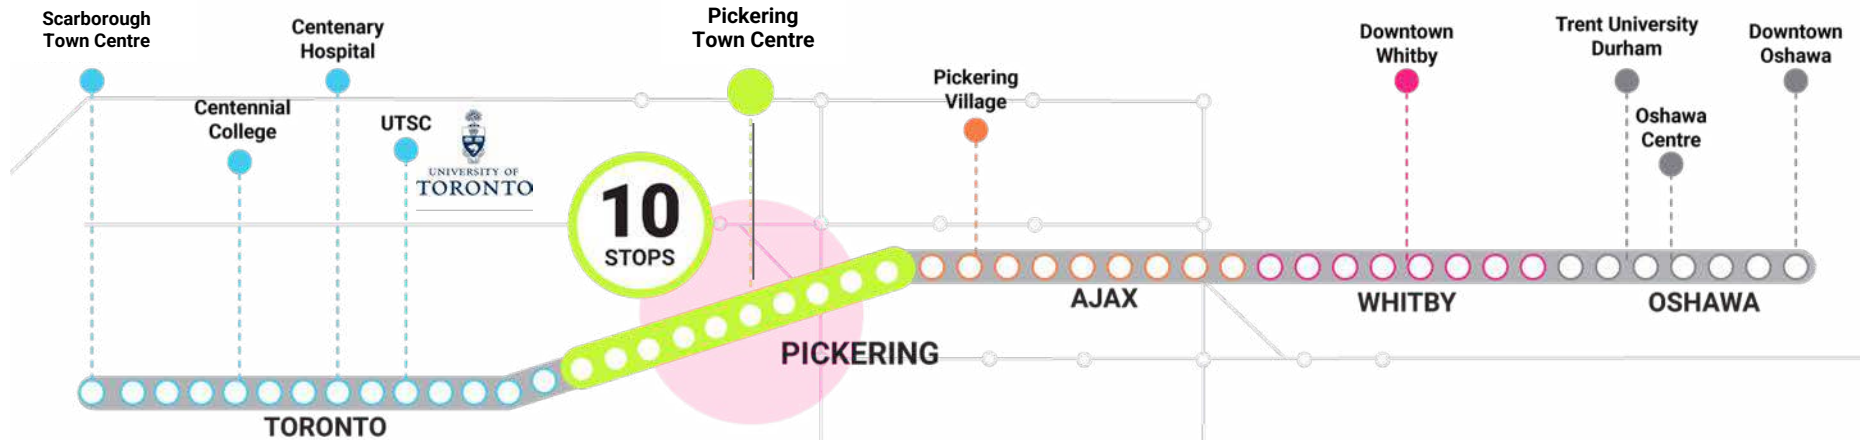 Scarborough
Town Centre
Centennial
College
Centenary
Hospital
UTSC
UNIVERSITY OF
TORONTO
10
STOPS
Pickering
Town Centre
Pickering
Village
Downtown
Whitby
Trent University
Durham
Oshawa
Centre
Downtown
Oshawa
TORONTO
PICKERING
AJAX
WHITBY
OSHAWA